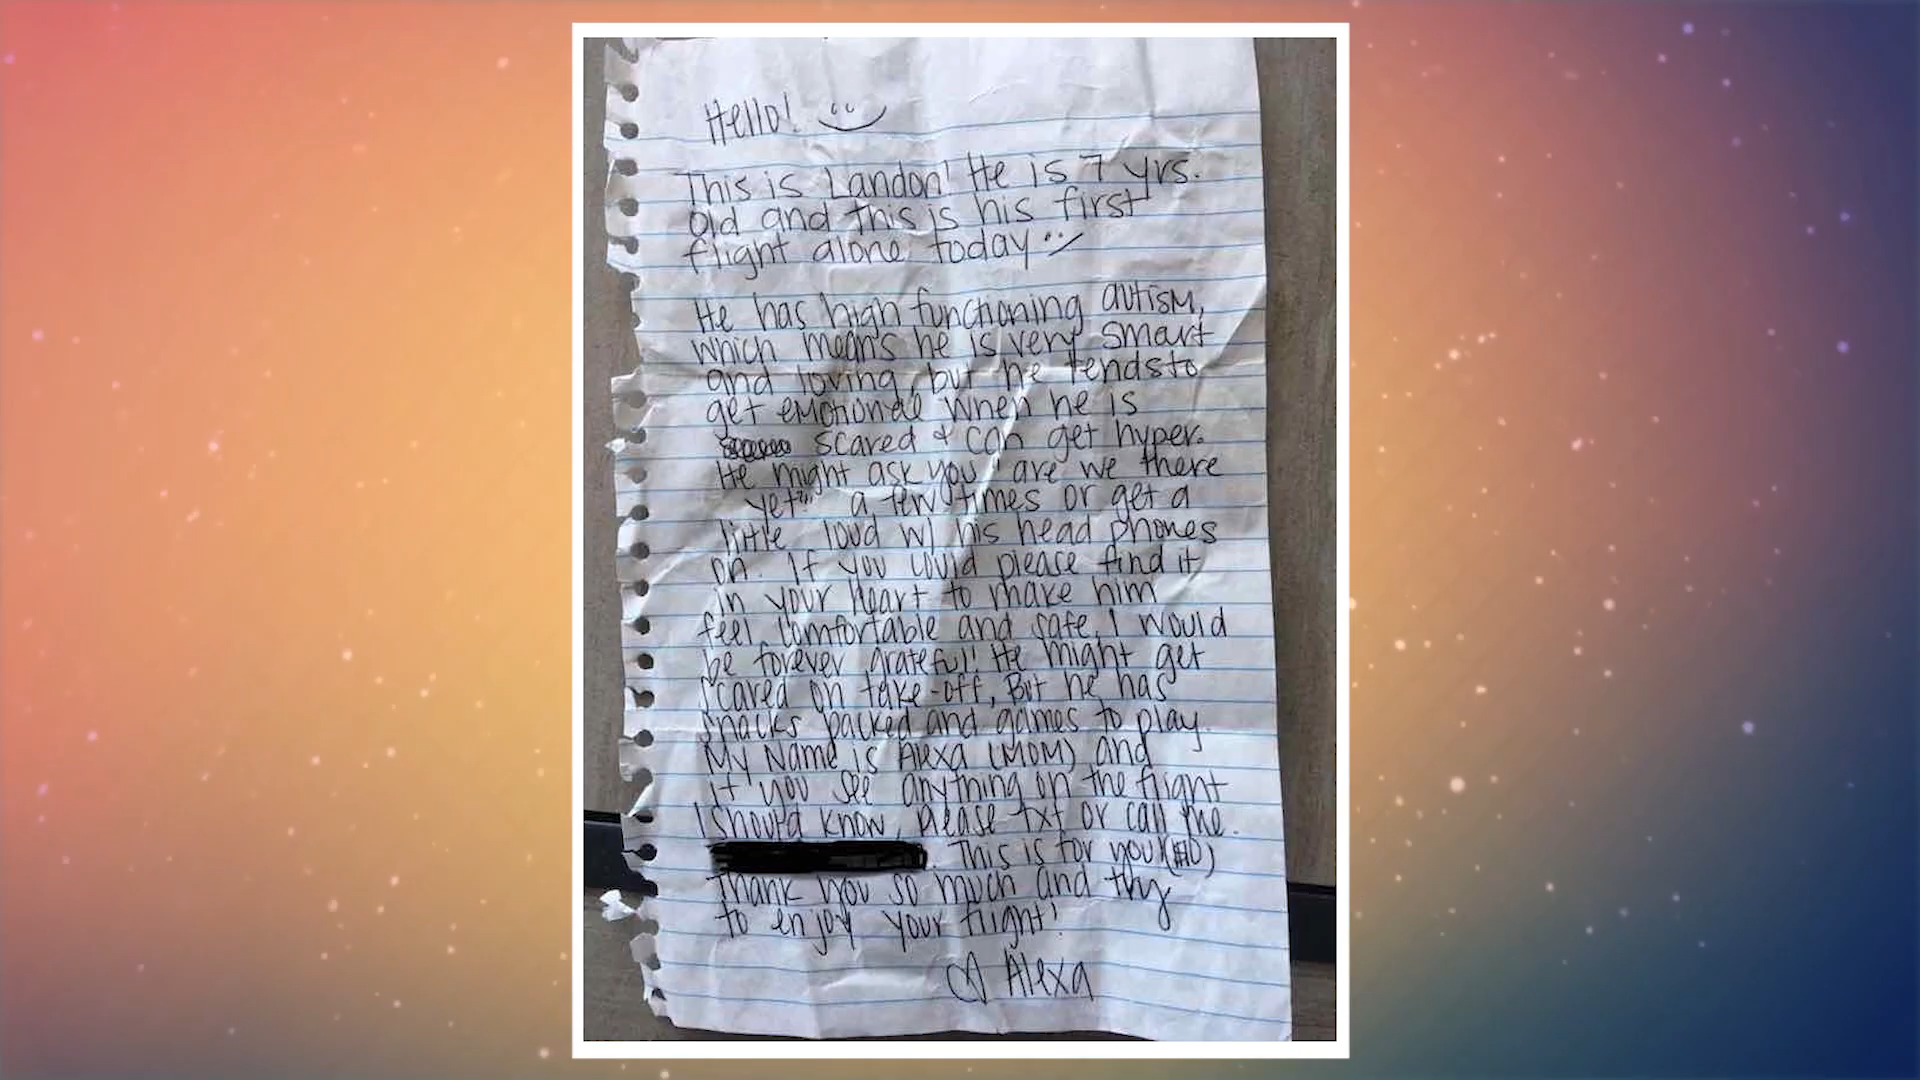 Hello!
This is Landon! He is 7 yrs.
old and this is his first
flight alone today
He has high functioning autism,
which means he is very smart
and loving, but he tends to
get emotional when he is
scared & can get hyper.
He might ask you "are we there
yet?" a few times or get a
little loud w/ his head phones
on. If you could please find it
in your heart to make him
feel comfortable and safe, I would
be forever grateful! He might get
scared on take-off, But he has
snacks packed and games to play.
My Name is Alexa (MOM) and
if you see anything on the flight
I should know, please txt or call me.
. This is for you!
Thank you so much and try
to enjoy your flight!
Alexa